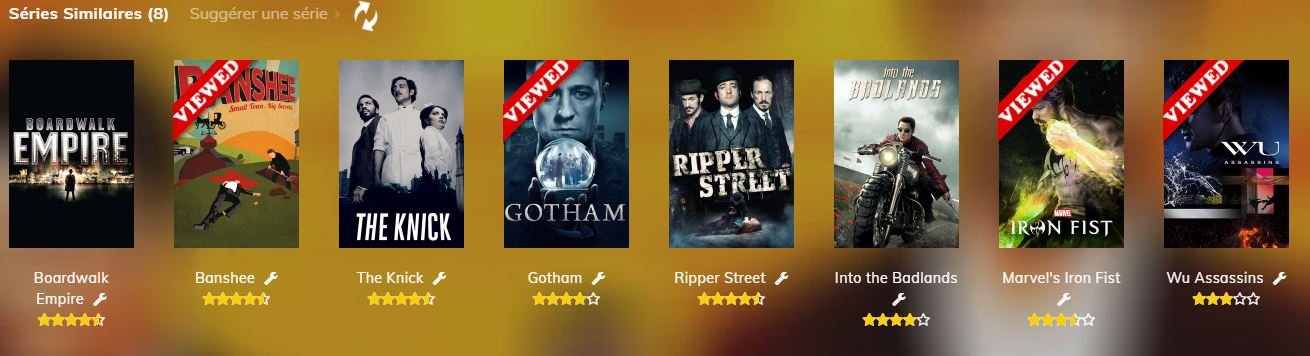 Séries Similaires (8) Suggérer une série
BOARDWALK
EMPIRE
BANSHEE
Small Town. Big Secrets.
VIEWED
THE KNICK
VIEWED
GOTHAM
RIPPER
STREET
into the
BADLANDS
VIEWED
MARVEL
IRON FIST
VIEWED
WU
ASSASSINS
Boardwalk
Empire
Banshee
The Knick
Gotham
Ripper Street
Into the Badlands
Marvel's Iron Fist
Wu Assassins